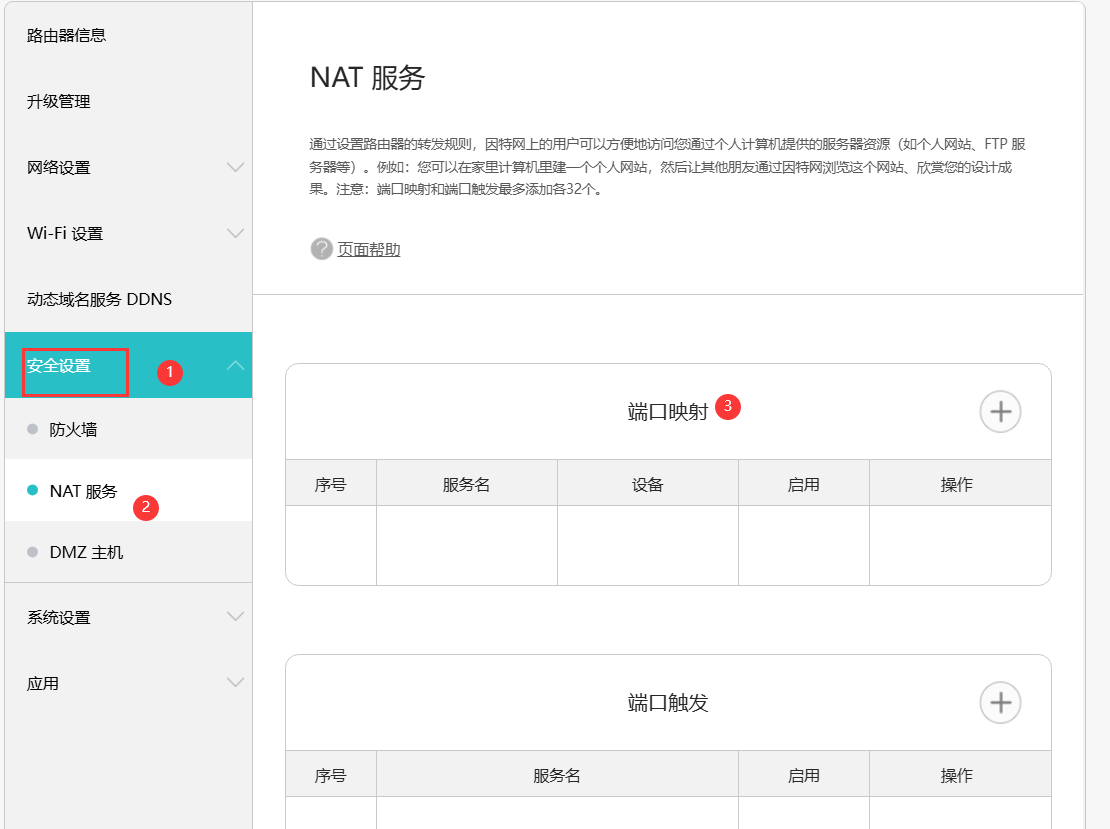 路由器信息
升级管理
网络设置
Wi-Fi 设置
动态域名服务 DDNS
安全设置
1
防火墙
NAT 服务
2
DMZ 主机
系统设置
应用
NAT 服务
通过设置路由器的转发规则，因特网上的用户可以方便地访问您通过个人计算机提供的服务器资源（如个人网站、FTP 服
务器等）。例如：您可以在家里计算机里建一个个人网站，然后让其他朋友通过因特网浏览这个网站、欣赏您的设计成
果。注意：端口映射和端口触发最多添加各32个。
? 页面帮助
端口映射 3
序号 服务名 设备 启用 操作
端口触发
序号 服务名 启用 操作